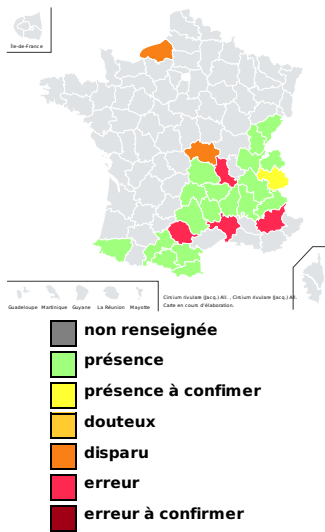 Île-de-France
Guadeloupe Martinique Guyane La Réunion Mayotte
Cirsium rivulare (Jacq.) All. , Cirsium rivulare (Jacq.) All.
Carte en cours d'élaboration.
non renseignée
présence
présence à confimer
douteux
disparu
erreur
erreur à confirmer